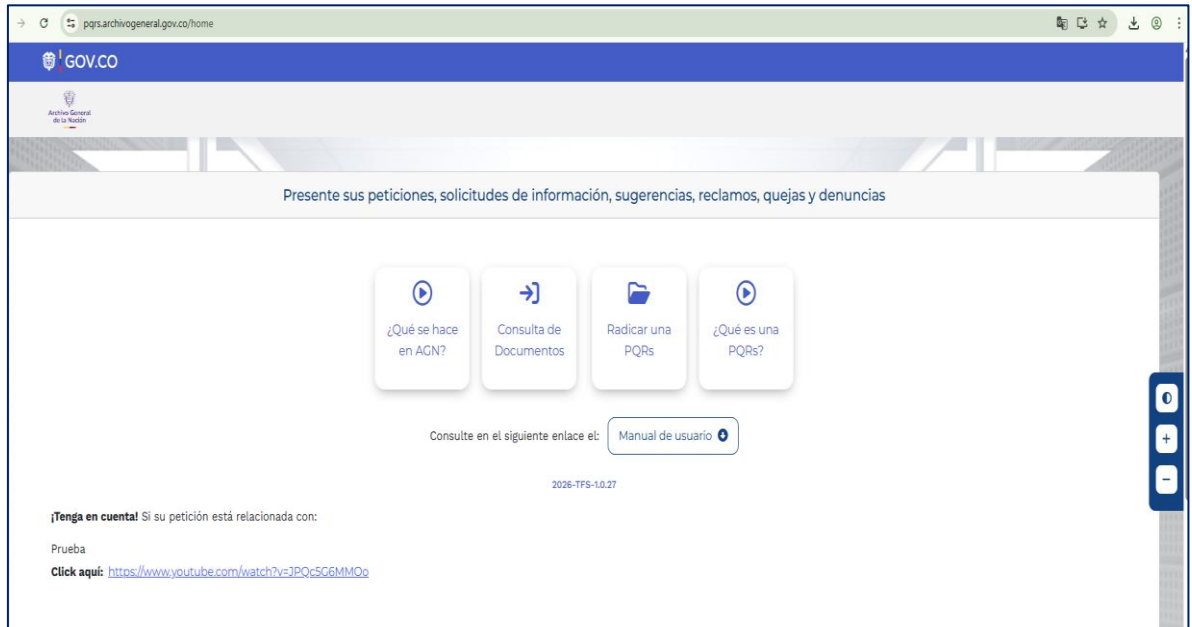 pqrs.archivogeneral.gov.co/home
GOV.CO
Archivo General
de la Nación
Presente sus peticiones, solicitudes de información, sugerencias, reclamos, quejas y denuncias
¿Qué se hace
en AGN?
Consulta de
Documentos
Radicar una
PQRs
¿Qué es una
PQRs?
Consulte en el siguiente enlace el: Manual de usuario
2026-TFS-1.0.27
¡Tenga en cuenta! Si su petición está relacionada con:
Prueba
Click aquí: https://www.youtube.com/watch?v=JPQcSG6MMOo